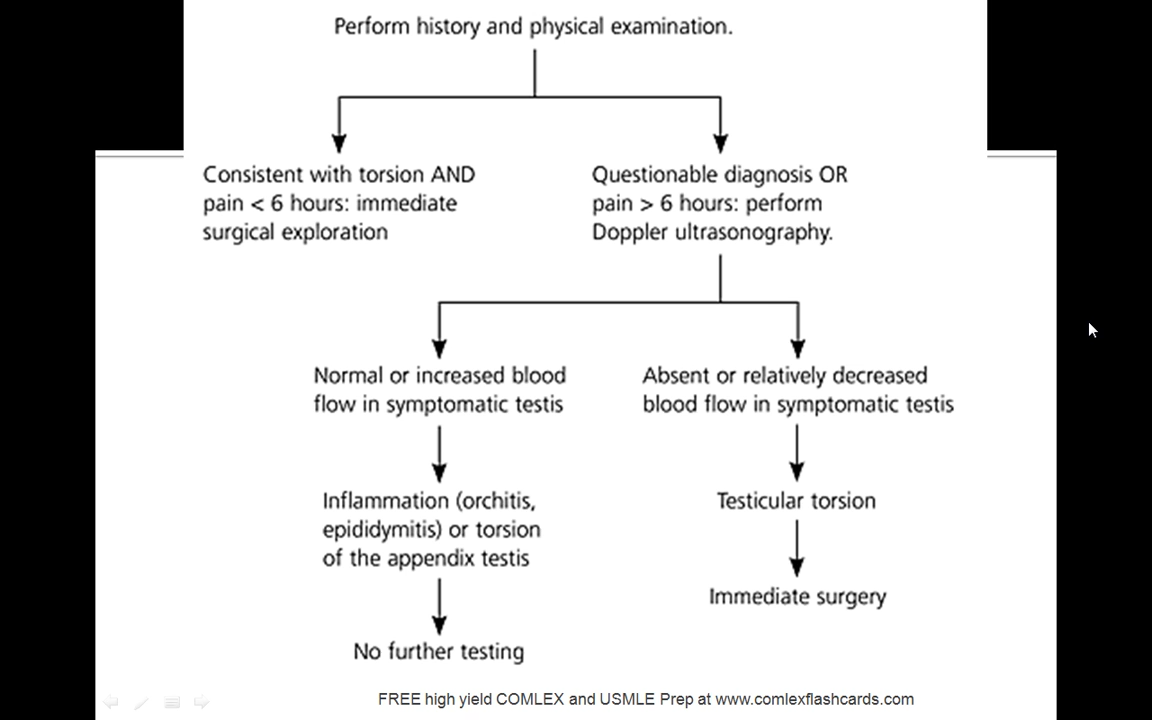 Perform history and physical examination.
Consistent with torsion AND
pain < 6 hours: immediate
surgical exploration
Questionable diagnosis OR
pain > 6 hours: perform
Doppler ultrasonography.
Normal or increased blood
flow in symptomatic testis
Absent or relatively decreased
blood flow in symptomatic testis
Inflammation (orchitis,
epididymitis) or torsion
of the appendix testis
Testicular torsion
Immediate surgery
No further testing
FREE high yield COMLEX and USMLE Prep at www.comlexflashcards.com